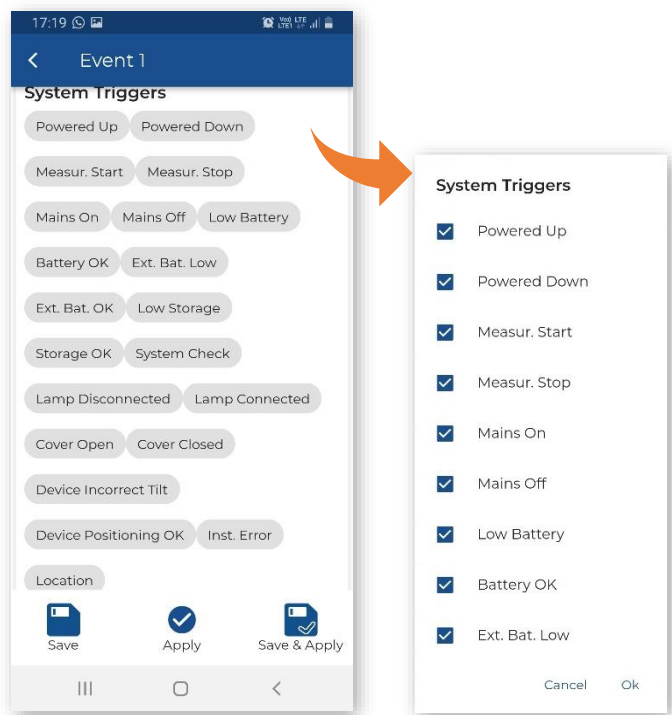 17:19
Vo)) LTE
LTE1
Event 1
System Triggers
Powered Up Powered Down
Measur. Start Measur. Stop
Mains On Mains Off Low Battery
Battery OK Ext. Bat. Low
Ext. Bat. OK Low Storage
Storage OK System Check
Lamp Disconnected Lamp Connected
Cover Open Cover Closed
Device Incorrect Tilt
Device Positioning OK Inst. Error
Location
Save Apply Save & Apply
System Triggers
Powered Up
Powered Down
Measur. Start
Measur. Stop
Mains On
Mains Off
Low Battery
Battery OK
Ext. Bat. Low
Cancel Ok